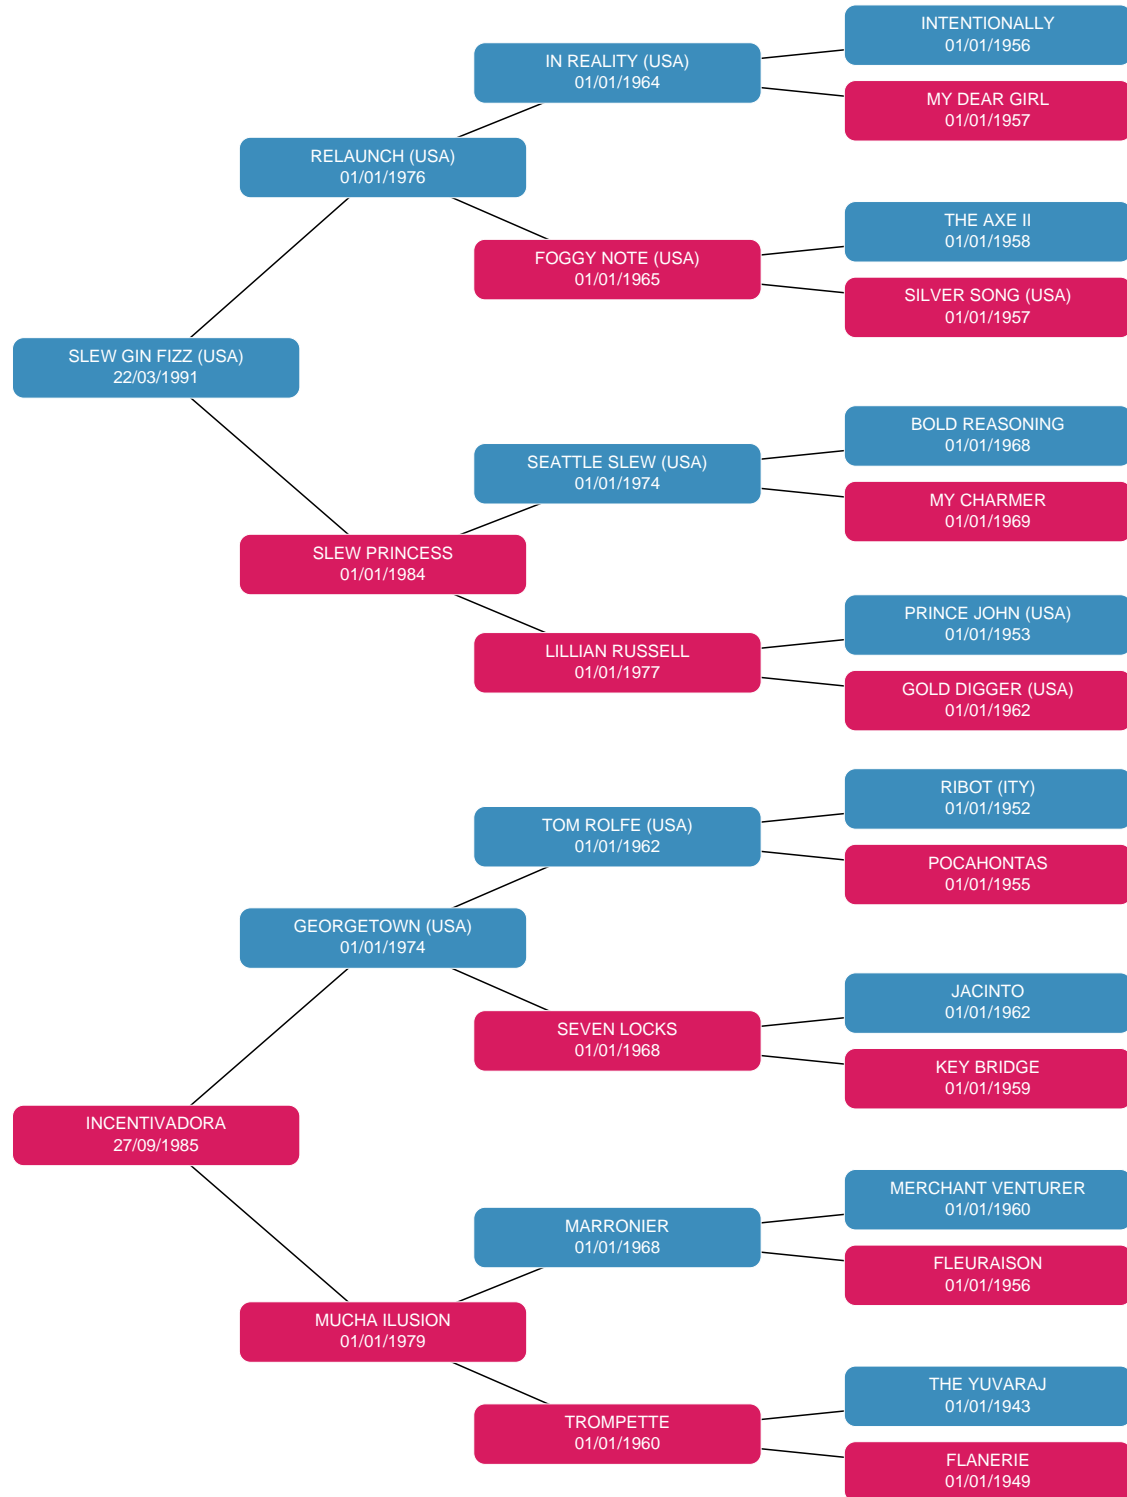 INTENTIONALLY
01/01/1956
IN REALITY (USA)
01/01/1964
MY DEAR GIRL
01/01/1957
RELAUNCH (USA)
01/01/1976
THE AXE II
01/01/1958
FOGGY NOTE (USA)
01/01/1965
SILVER SONG (USA)
01/01/1957
SLEW GIN FIZZ (USA)
22/03/1991
BOLD REASONING
01/01/1968
SEATTLE SLEW (USA)
01/01/1974
MY CHARMER
01/01/1969
SLEW PRINCESS
01/01/1984
PRINCE JOHN (USA)
01/01/1953
LILLIAN RUSSELL
01/01/1977
GOLD DIGGER (USA)
01/01/1962
RIBOT (ITY)
01/01/1952
TOM ROLFE (USA)
01/01/1962
POCAHONTAS
01/01/1955
GEORGETOWN (USA)
01/01/1974
JACINTO
01/01/1962
SEVEN LOCKS
01/01/1968
KEY BRIDGE
01/01/1959
INCENTIVADORA
27/09/1985
MERCHANT VENTURER
01/01/1960
MARRONIER
01/01/1968
FLEURAISON
01/01/1956
MUCHA ILUSION
01/01/1979
THE YUVARAJ
01/01/1943
TROMPETTE
01/01/1960
FLANERIE
01/01/1949